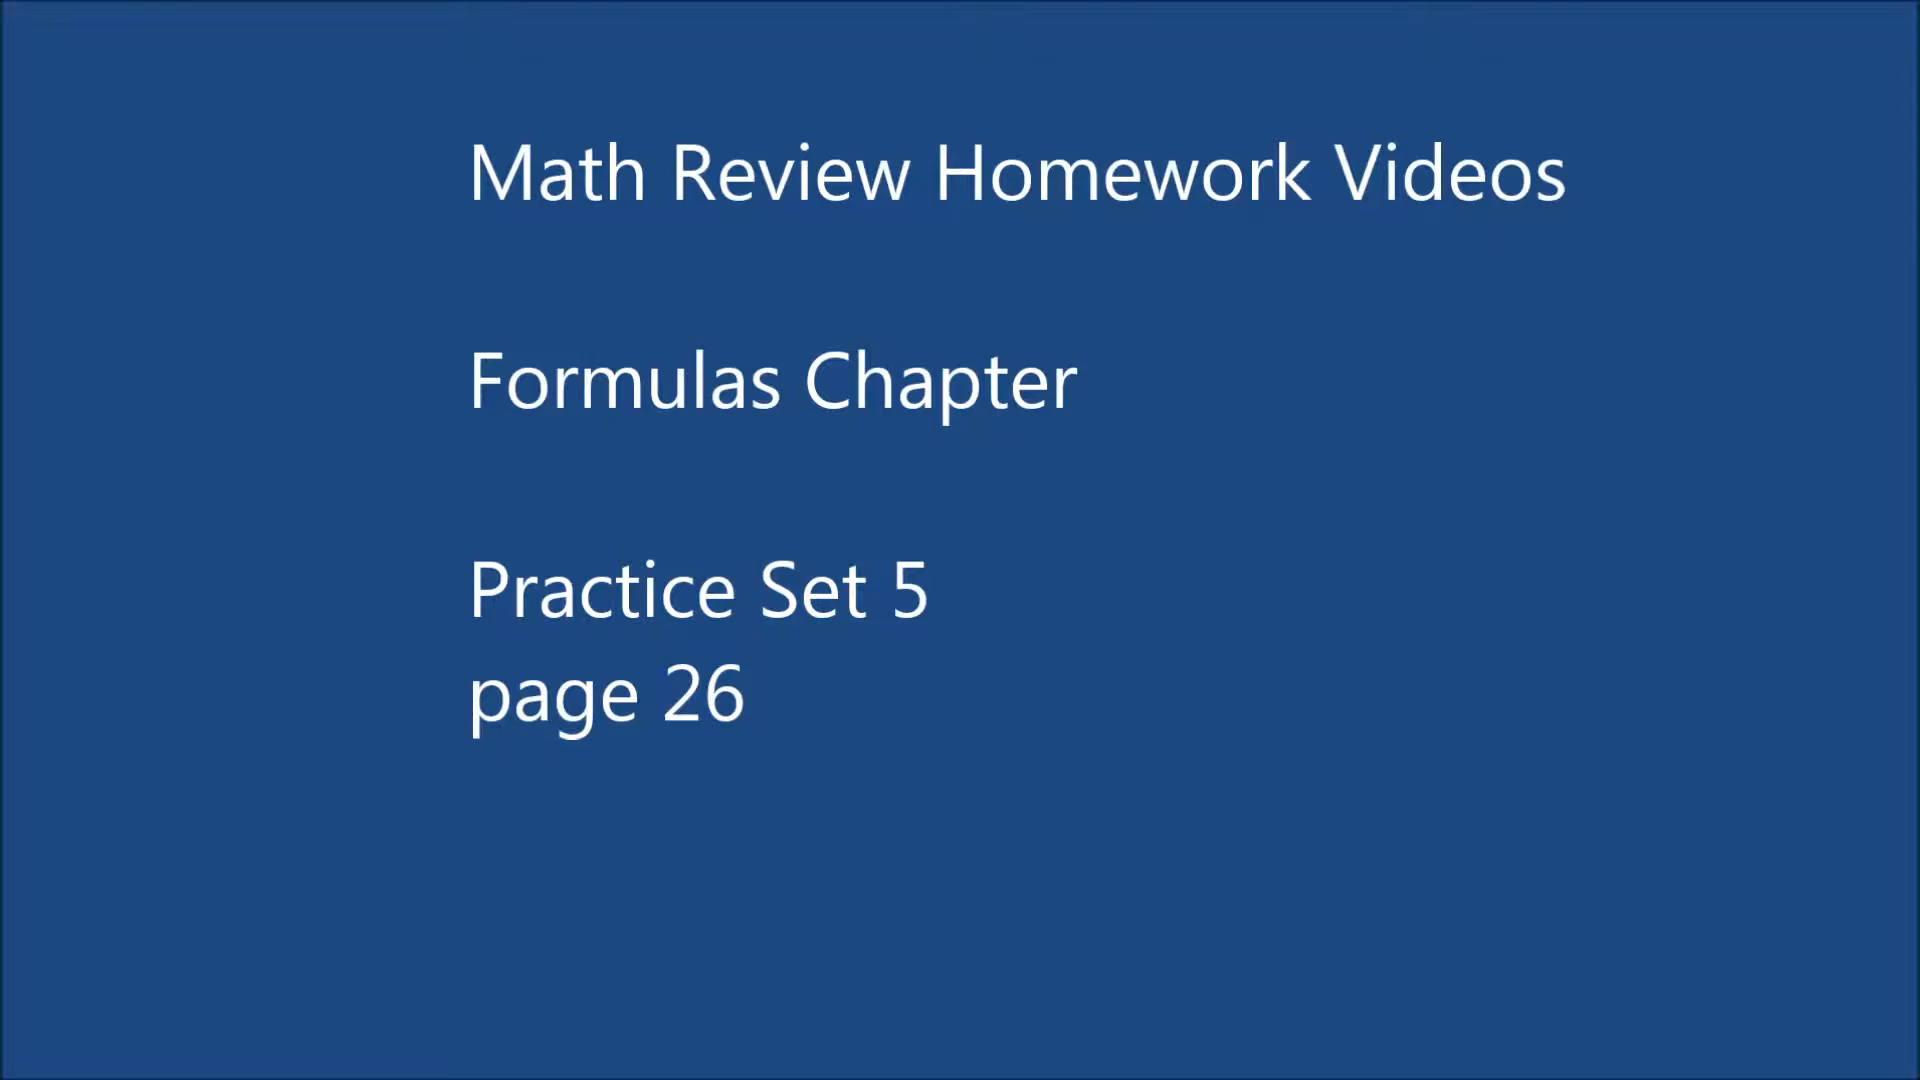 Math Review Homework Videos
Formulas Chapter
Practice Set 5
page 26